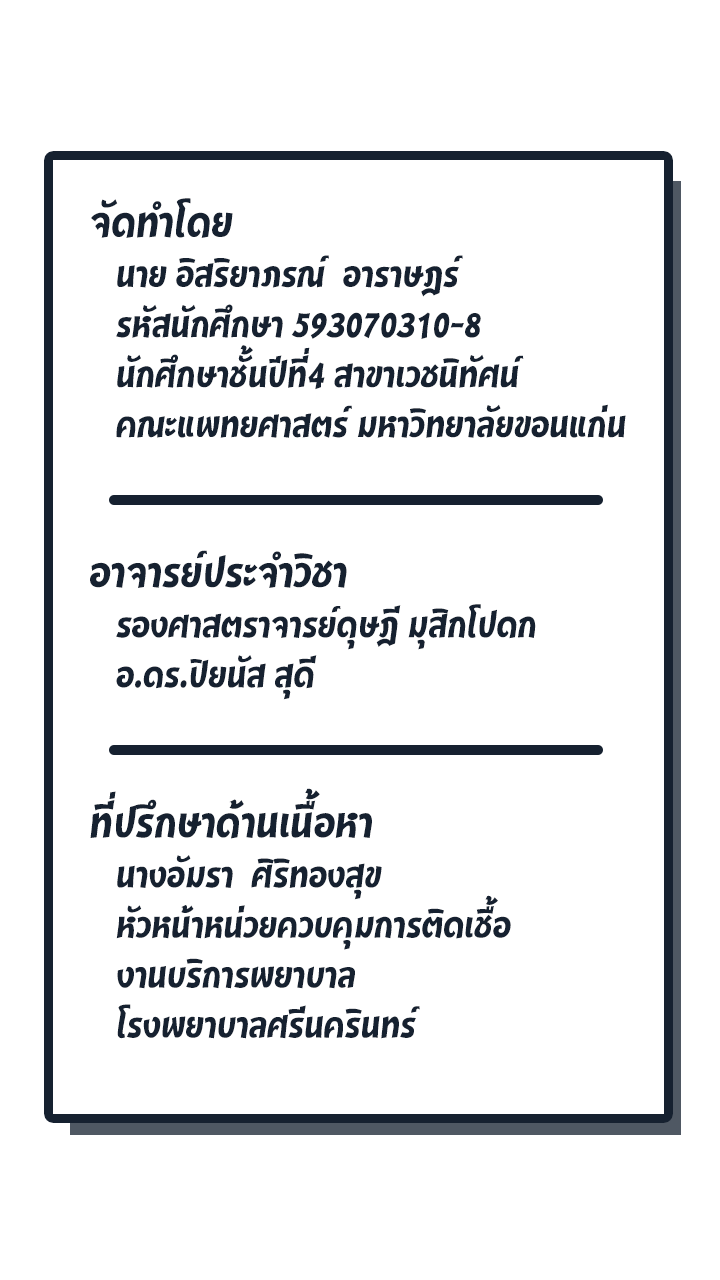 จัดทำโดย
นาย อิสริยาภรณ์  อาราษฎร์
รหัสนักศึกษา 593070310-8
นักศึกษาชั้นปีที่4 สาขาเวชนิทัศน์
คณะแพทยศาสตร์ มหาวิทยาลัยขอนแก่น
อาจารย์ประจำวิชา
รองศาสตราจารย์ดุษฎี มุสิกโปดก
อ.ดร.ปิยนัส สุดี
ที่ปรึกษาด้านเนื้อหา
นางอัมรา  ศิริทองสุข
หัวหน้าหน่วยควบคุมการติดเชื้อ
งานบริการพยาบาล
โรงพยาบาลศรีนครินทร์